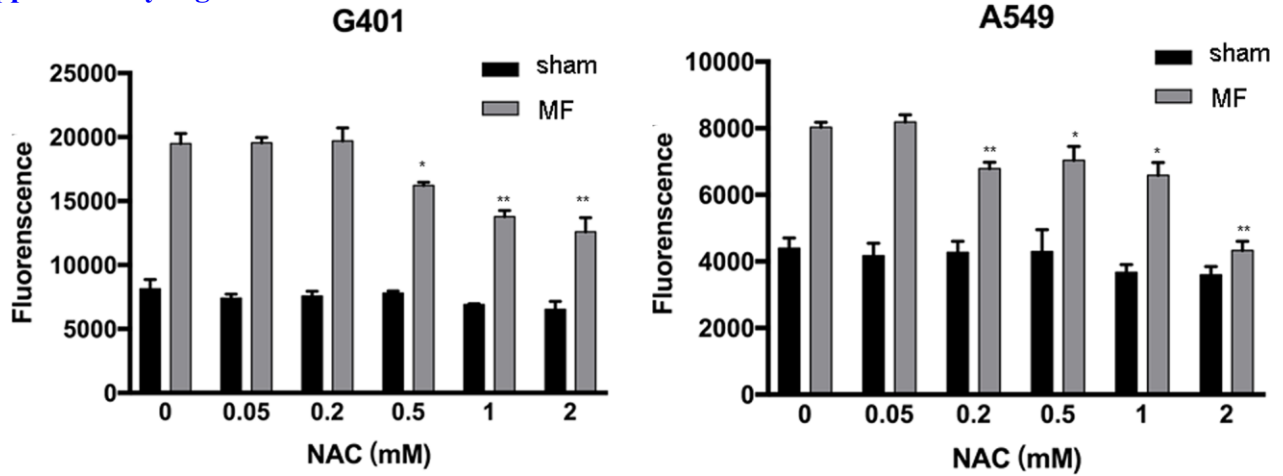 G401
sham
MF
25000
20000
15000
10000
5000
0
Fluorenscence
* ** **
0 0.05 0.2 0.5 1 2
NAC (mM)
A549
sham
MF
10000
8000
6000
4000
2000
0
Fluorenscence
** * * **
0 0.05 0.2 0.5 1 2
NAC (mM)